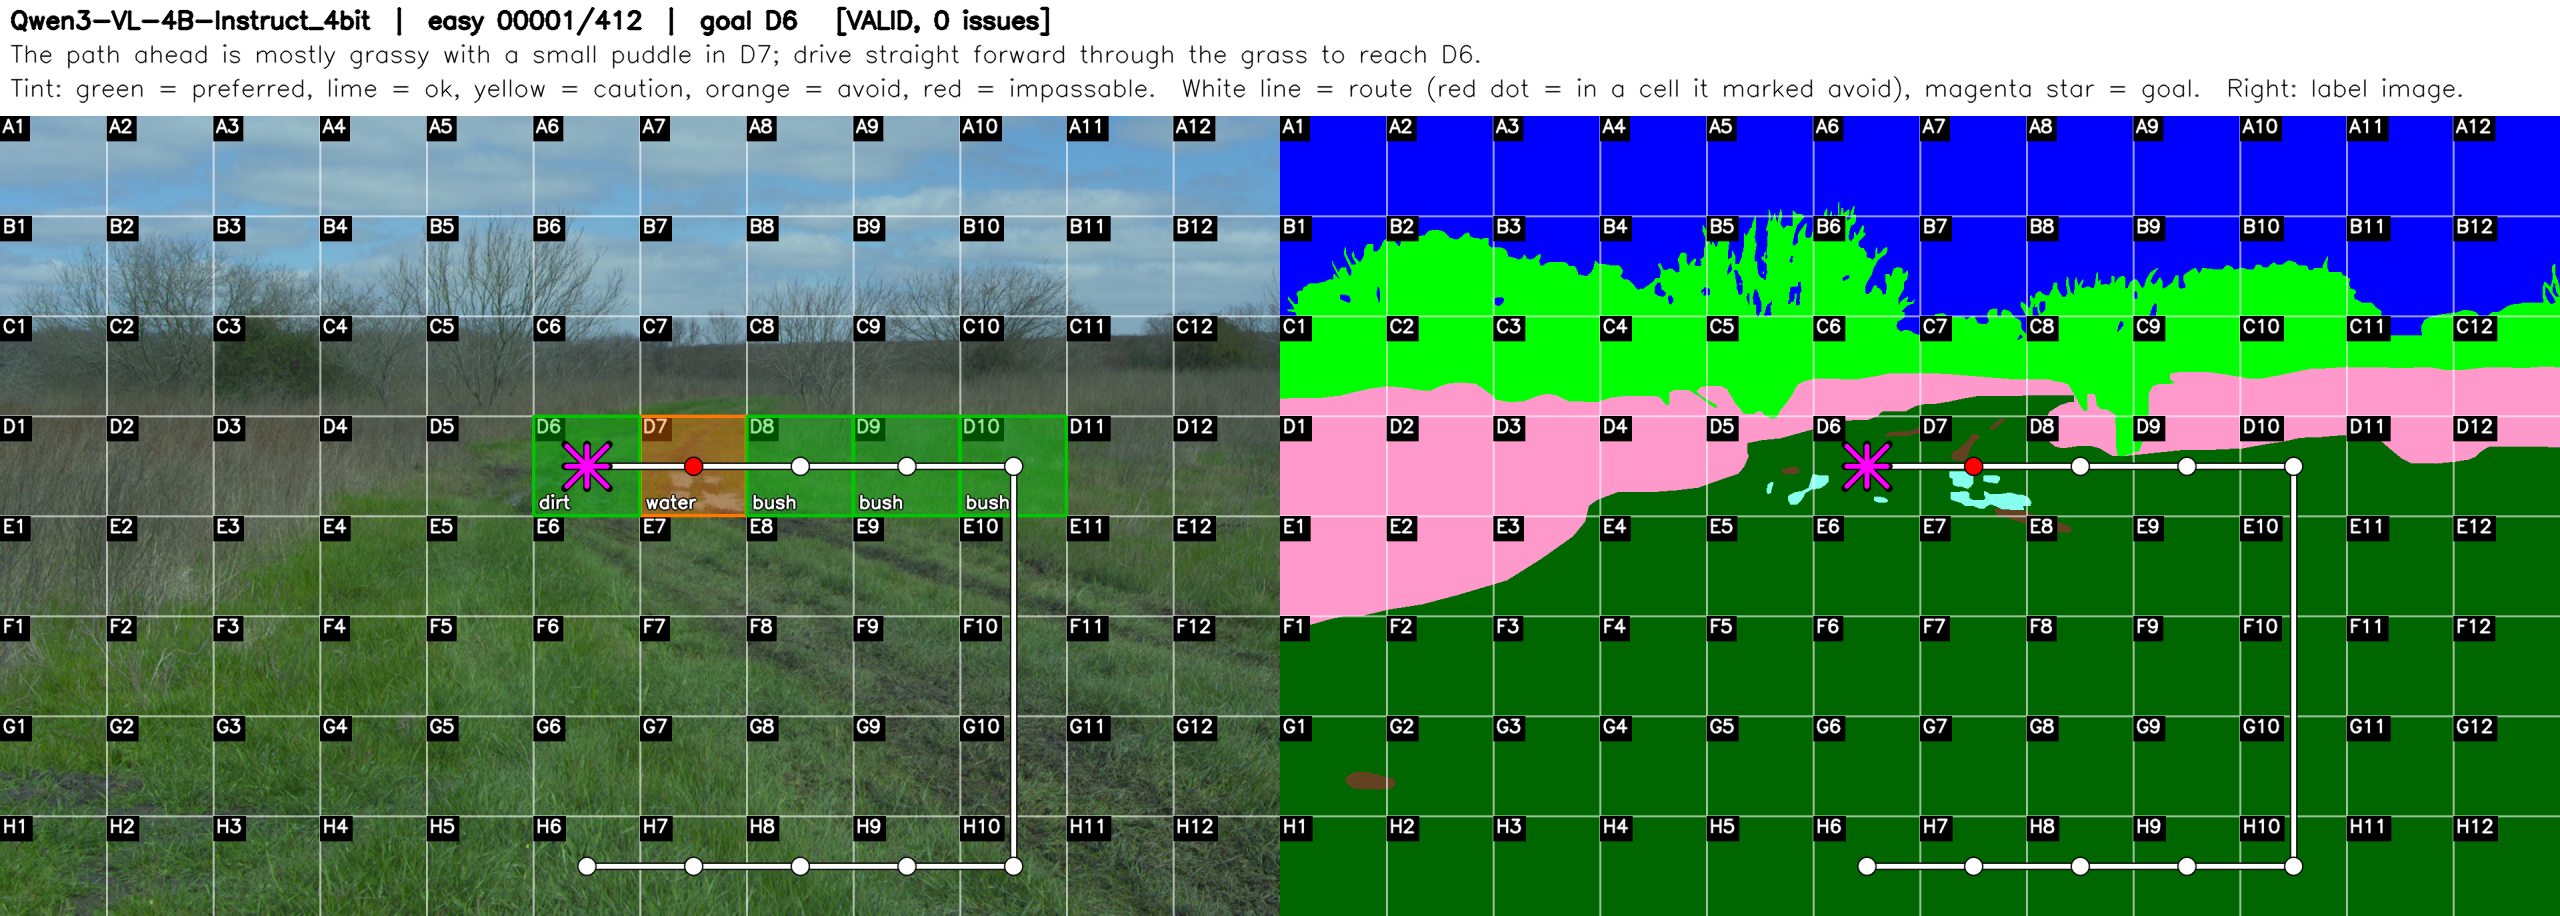 Qwen3-VL-4B-Instruct_4bit | easy 00001/412 | goal D6 [VALID, 0 issues]
The path ahead is mostly grassy with a small puddle in D7; drive straight forward through the grass to reach D6.
Tint: green = preferred, lime = ok, yellow = caution, orange = avoid, red = impassable. White line = route (red dot = in a cell it marked avoid), magenta star = goal. Right: label image.
A1 A2 A3 A4 A5 A6 A7 A8 A9 A10 A11 A12 A1 A2 A3 A4 A5 A6 A7 A8 A9 A10 A11 A12
B1 B2 B3 B4 B5 B6 B7 B8 B9 B10 B11 B12 B1 B2 B3 B4 B5 B6 B7 B8 B9 B10 B11 B12
C1 C2 C3 C4 C5 C6 C7 C8 C9 C10 C11 C12 C1 C2 C3 C4 C5 C6 C7 C8 C9 C10 C11 C12
D1 D2 D3 D4 D5 D6 D7 D8 D9 D10 D11 D12 D1 D2 D3 D4 D5 D6 D7 D8 D9 D10 D11 D12
dirt water bush bush bush
E1 E2 E3 E4 E5 E6 E7 E8 E9 E10 E11 E12 E1 E2 E3 E4 E5 E6 E7 E8 E9 E10 E11 E12
F1 F2 F3 F4 F5 F6 F7 F8 F9 F10 F11 F12 F1 F2 F3 F4 F5 F6 F7 F8 F9 F10 F11 F12
G1 G2 G3 G4 G5 G6 G7 G8 G9 G10 G11 G12 G1 G2 G3 G4 G5 G6 G7 G8 G9 G10 G11 G12
H1 H2 H3 H4 H5 H6 H7 H8 H9 H10 H11 H12 H1 H2 H3 H4 H5 H6 H7 H8 H9 H10 H11 H12